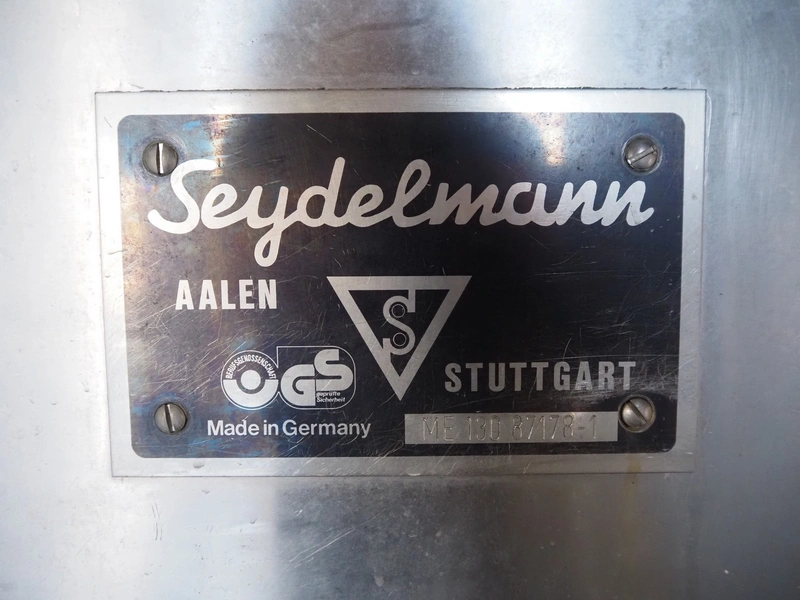 Seydelmann
AALEN
S
BERUFSGENOSSENSCHAFT
GS
geprüfte
Sicherheit
STUTTGART
Made in Germany
ME 130 87178-1